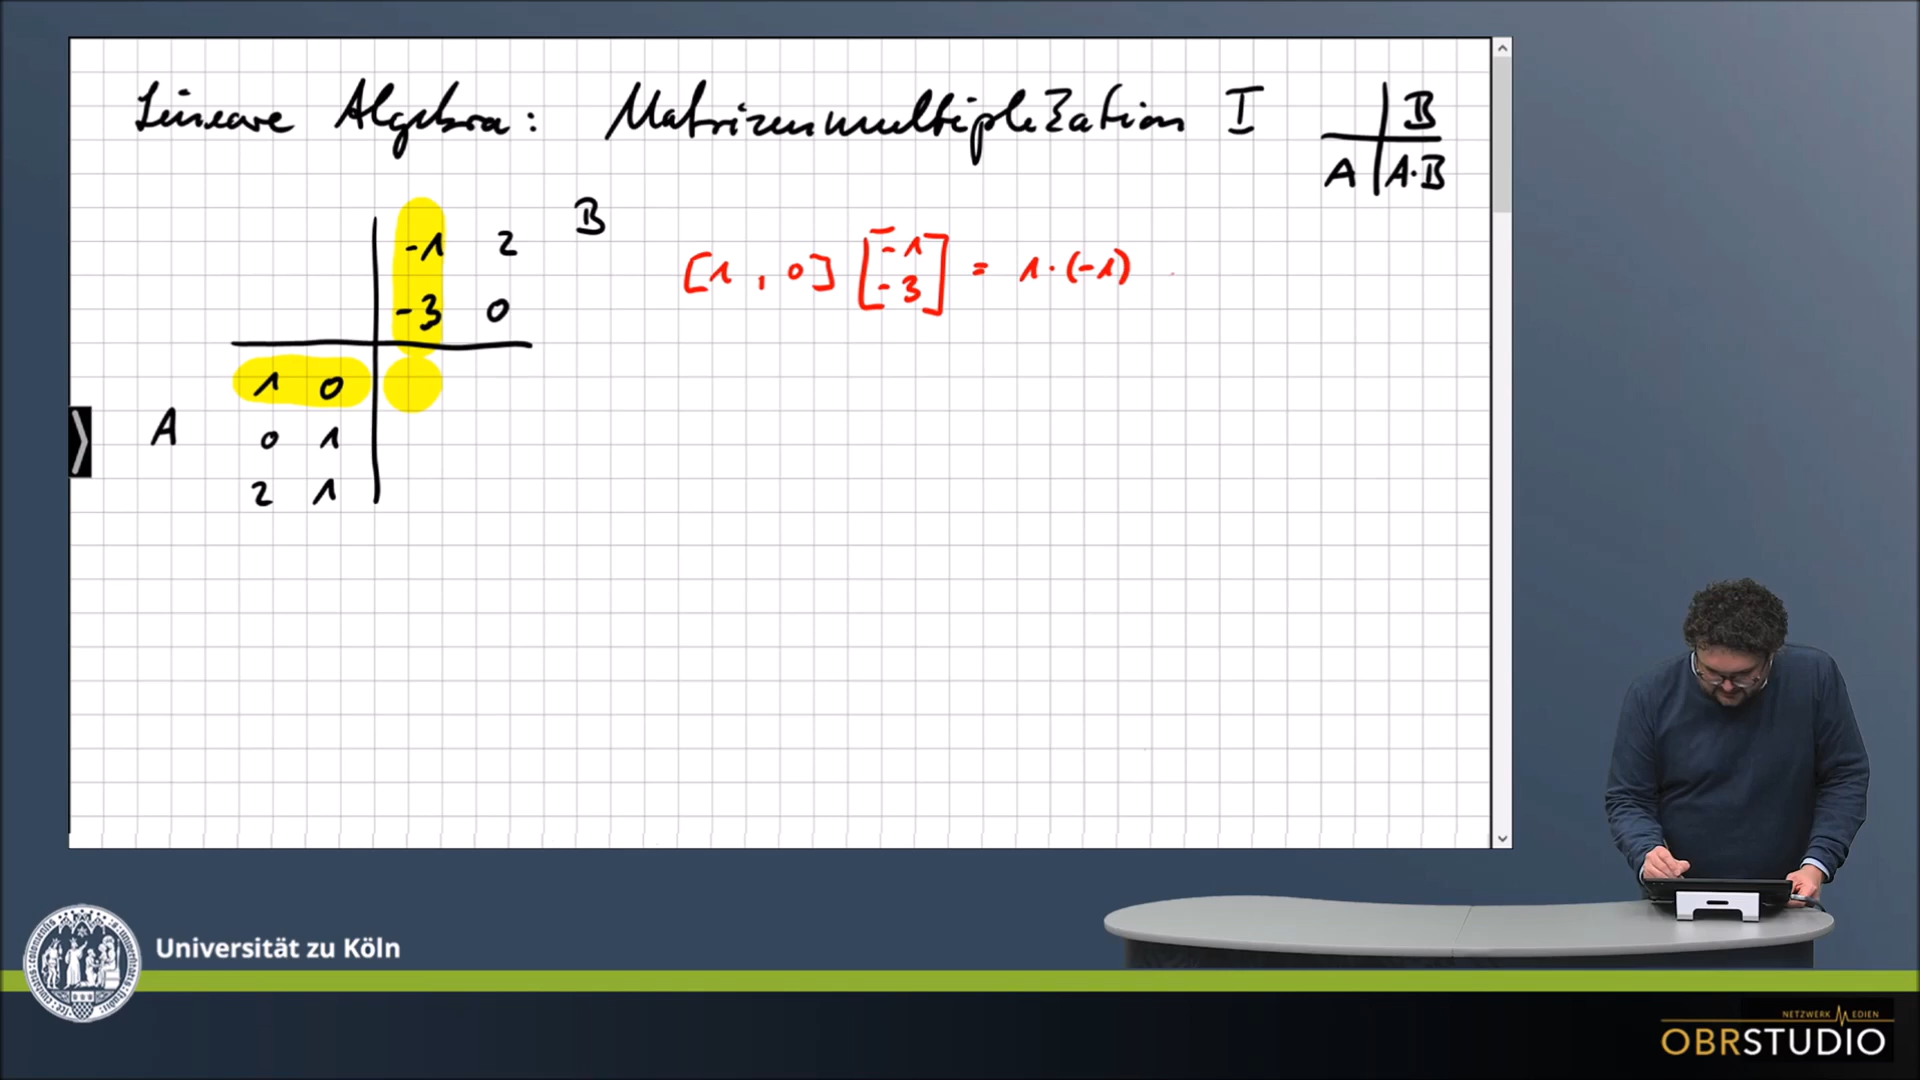 Lineare Algebra: Matrizenmultiplikation I
B
A A·B
-1 2 B
-3 0
[1 , 0] [-1 -3] = 1·(-1)
1 0
A 0 1
2 1
Universität zu Köln
NETZWERK MEDIEN
OBRSTUDIO